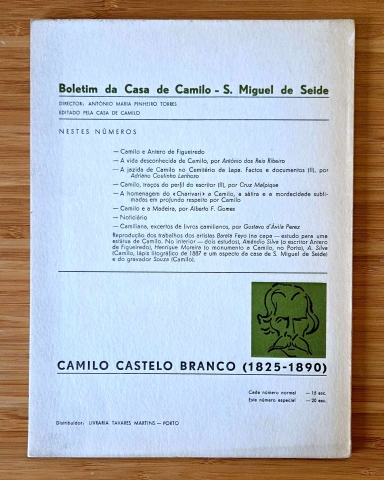 Boletim da Casa de Camilo - S. Miguel de Seide
DIRECTOR: ANTÓNIO MARIA PINHEIRO TORRES
EDITADO PELA CASA DE CAMILO
NESTES NÚMEROS
— Camilo e Antero de Figueiredo
— A vida desconhecida de Camilo, por António dos Reis Ribeiro
— A jazida de Camilo no Cemitério da Lapa. Factos e documentos (II), por
Adriano Coutinho Lanhoso
— Camilo, traços do perfil do escritor (II), por Cruz Malpique
— A homenagem do «Charivari» a Camilo, a sátira e a mordacidade subli-
madas em profundo respeito por Camilo
— Camilo e a Madeira, por Alberto F. Gomes
— Noticiário
— Camiliana, excertos de livros camilianos, por Gustavo d'Ávila Perez
Reprodução dos trabalhos dos artistas Barata Feyo (na capa — estudo para uma
estátua de Camilo. No interior — dois estudos), Amândio Silva (o escritor Antero
de Figueiredo), Henrique Moreira (o monumento a Camilo, no Porto), A. Silva
(Camilo, lápis litográfico de 1887 e um aspecto da casa de S. Miguel de Seide)
e do gravador Souza (Camilo).
CAMILO CASTELO BRANCO (1825-1890)
Cada número normal — 15 esc.
Este número especial — 20 esc.
Distribuidor: LIVRARIA TAVARES MARTINS — PORTO